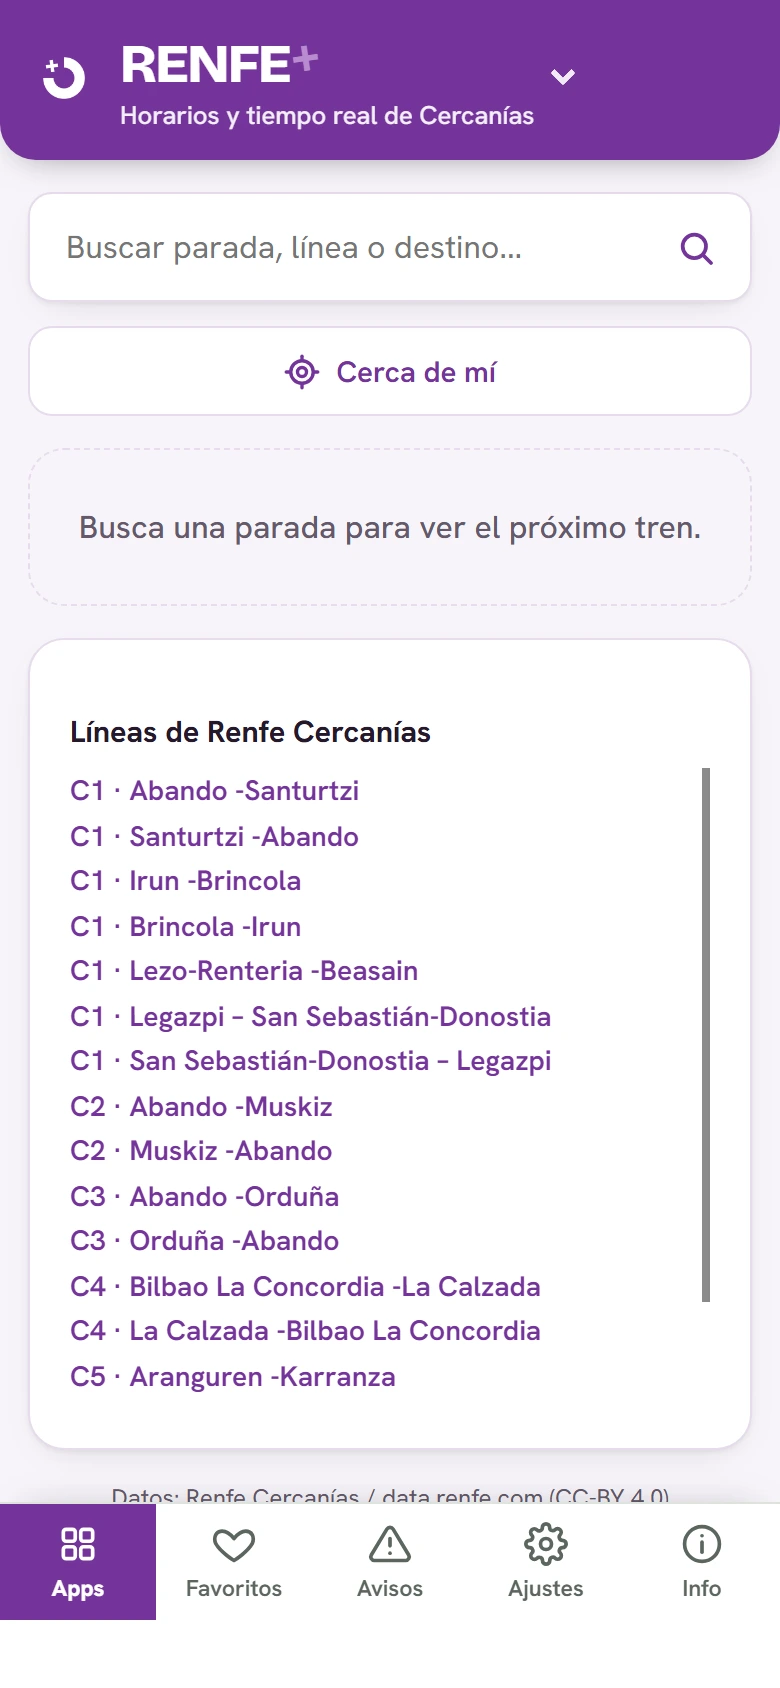 RENFE+
Horarios y tiempo real de Cercanías
Buscar parada, línea o destino...
Cerca de mí
Busca una parada para ver el próximo tren.
Líneas de Renfe Cercanías
C1 · Abando -Santurtzi
C1 · Santurtzi -Abando
C1 · Irun -Brincola
C1 · Brincola -Irun
C1 · Lezo-Renteria -Beasain
C1 · Legazpi – San Sebastián-Donostia
C1 · San Sebastián-Donostia – Legazpi
C2 · Abando -Muskiz
C2 · Muskiz -Abando
C3 · Abando -Orduña
C3 · Orduña -Abando
C4 · Bilbao La Concordia -La Calzada
C4 · La Calzada -Bilbao La Concordia
C5 · Aranguren -Karranza
Datos: Renfe Cercanías / data.renfe.com (CC-BY 4.0)
Apps
Favoritos
Avisos
Ajustes
Info